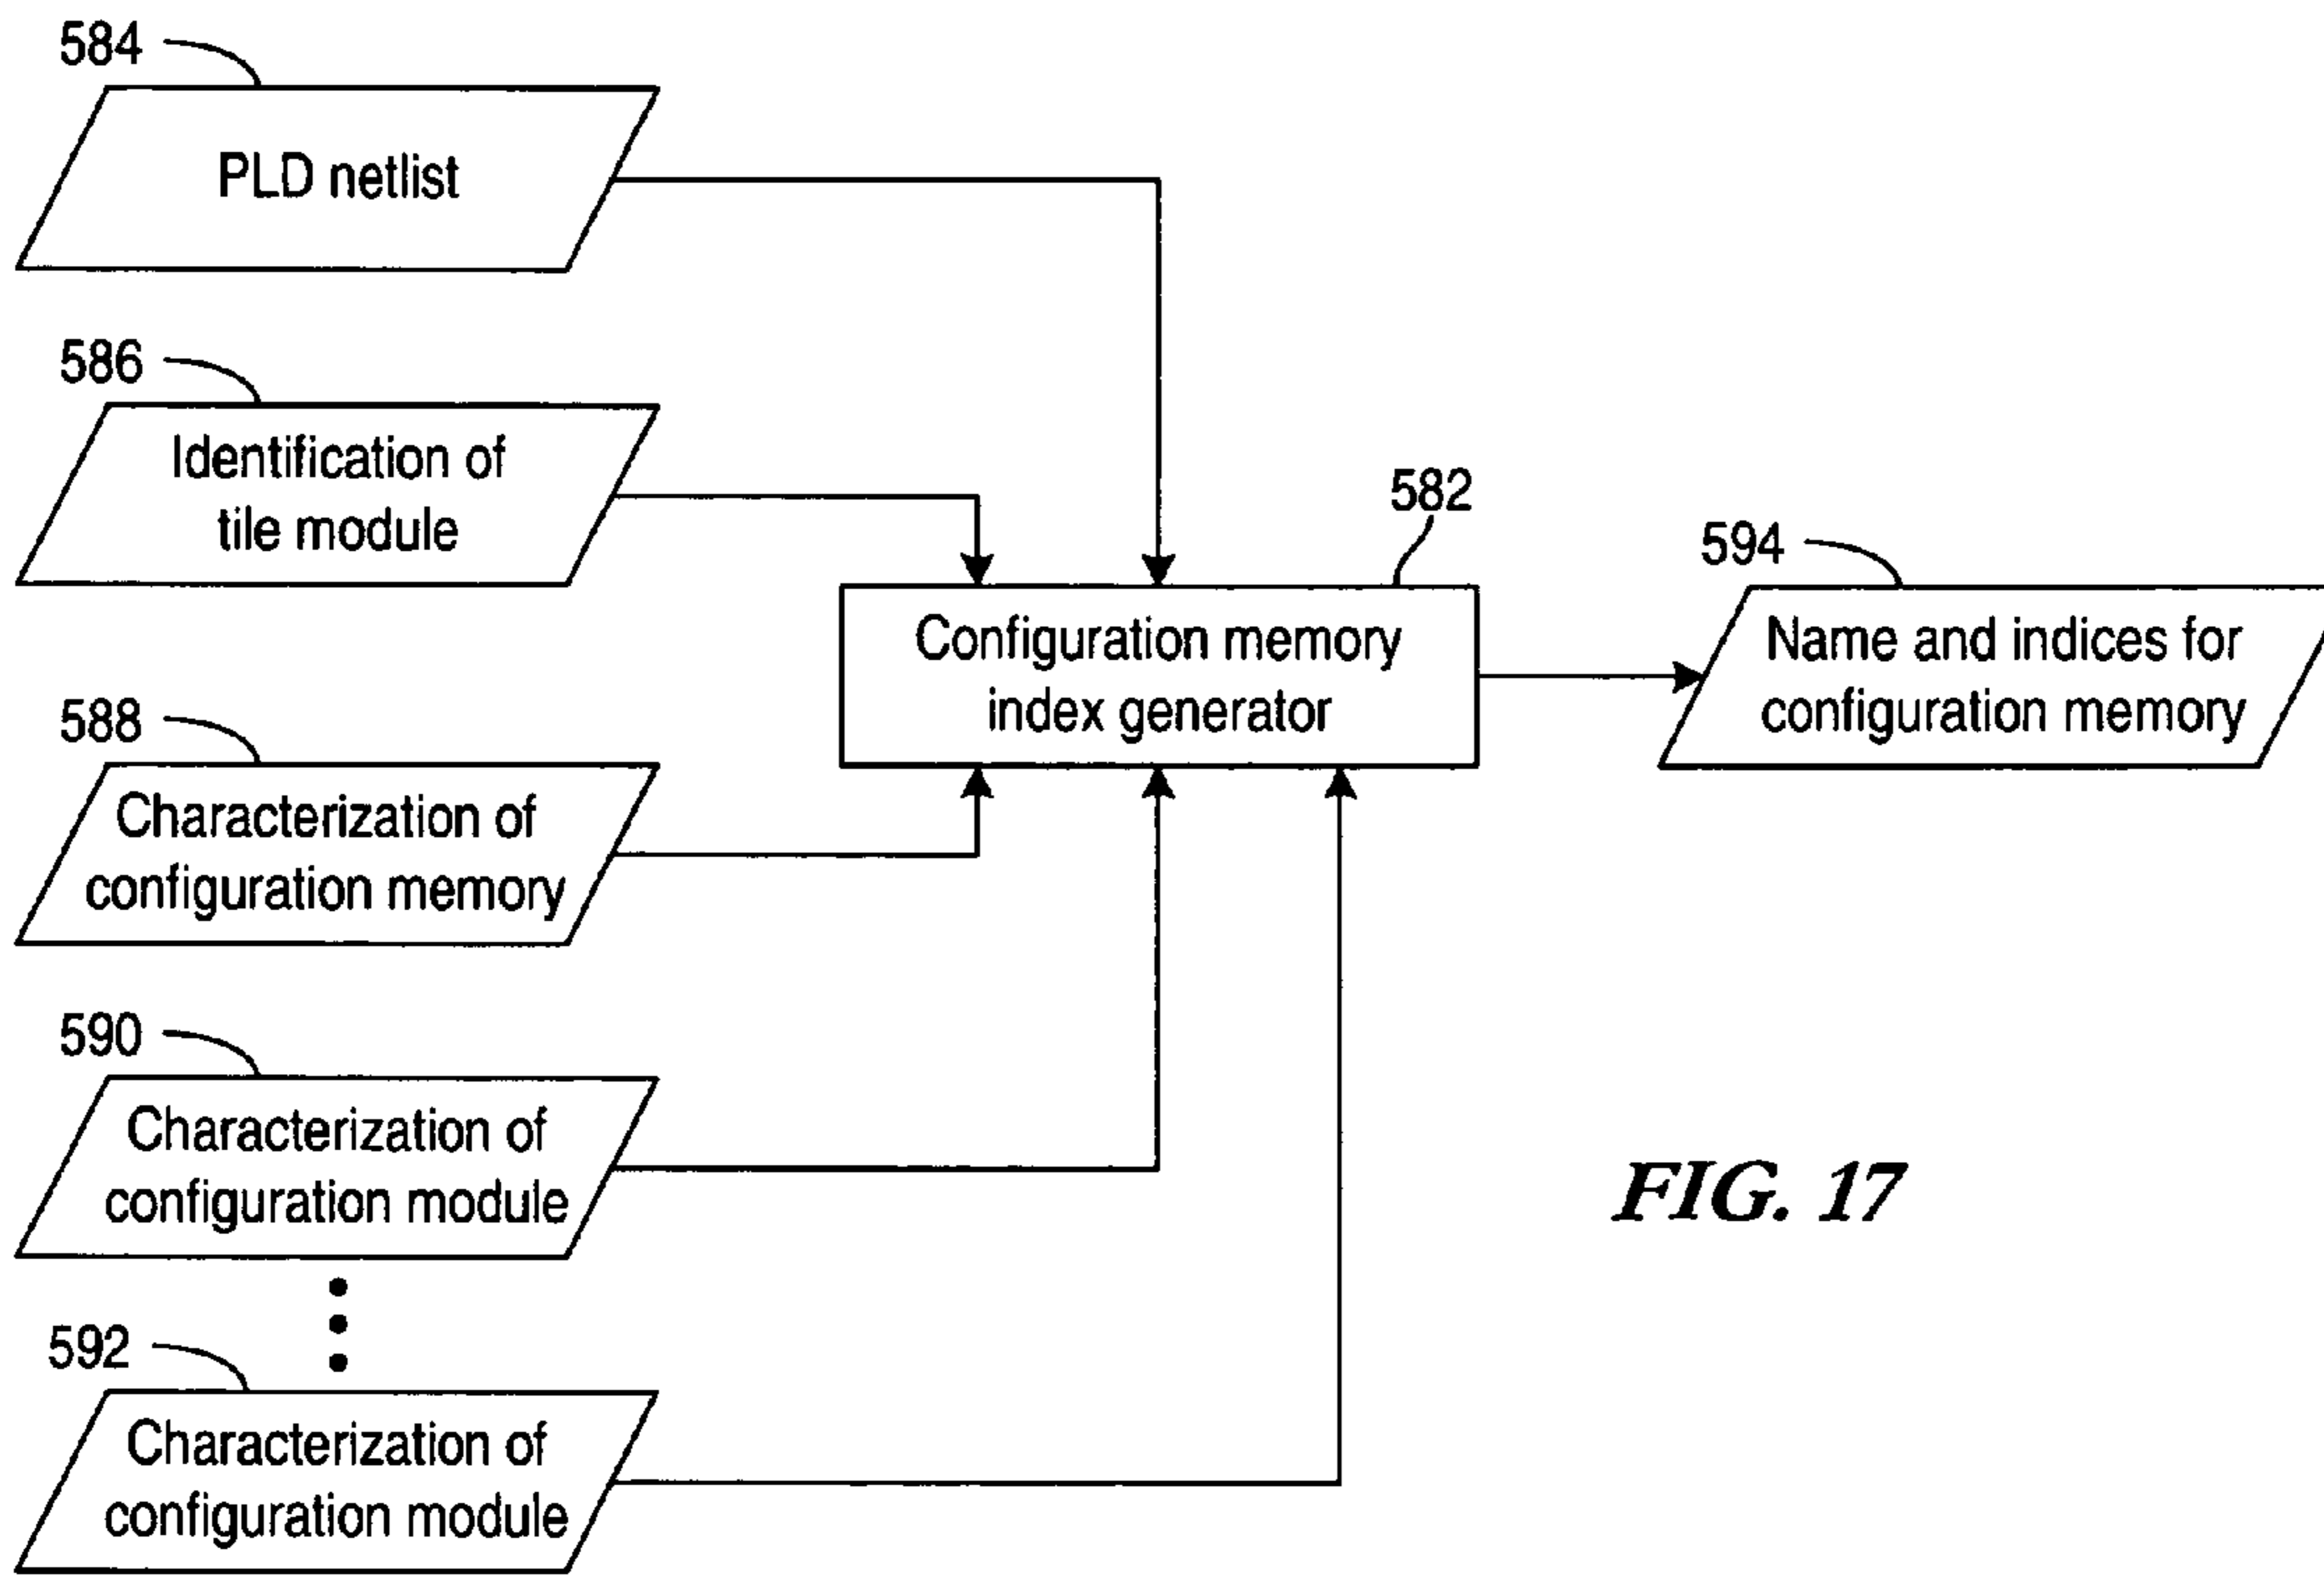 584
PLD netlist
586
Identification of
tile module
582
Configuration memory
index generator
594
Name and indices for
configuration memory
588
Characterization of
configuration memory
590
Characterization of
configuration module
592
Characterization of
configuration module
FIG. 17